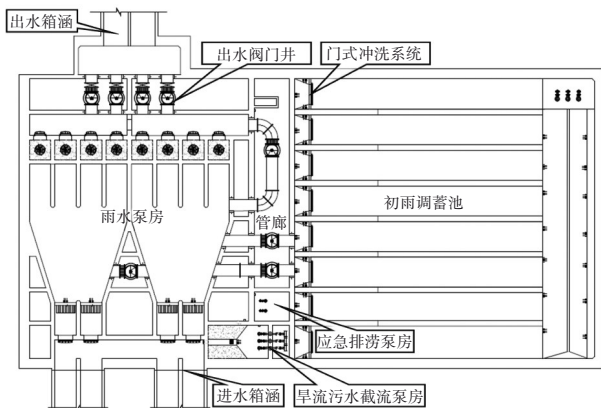 出水箱涵
出水阀门井
门式冲洗系统
雨水泵房
管廊
初雨调蓄池
应急排涝泵房
进水箱涵
旱流污水截流泵房